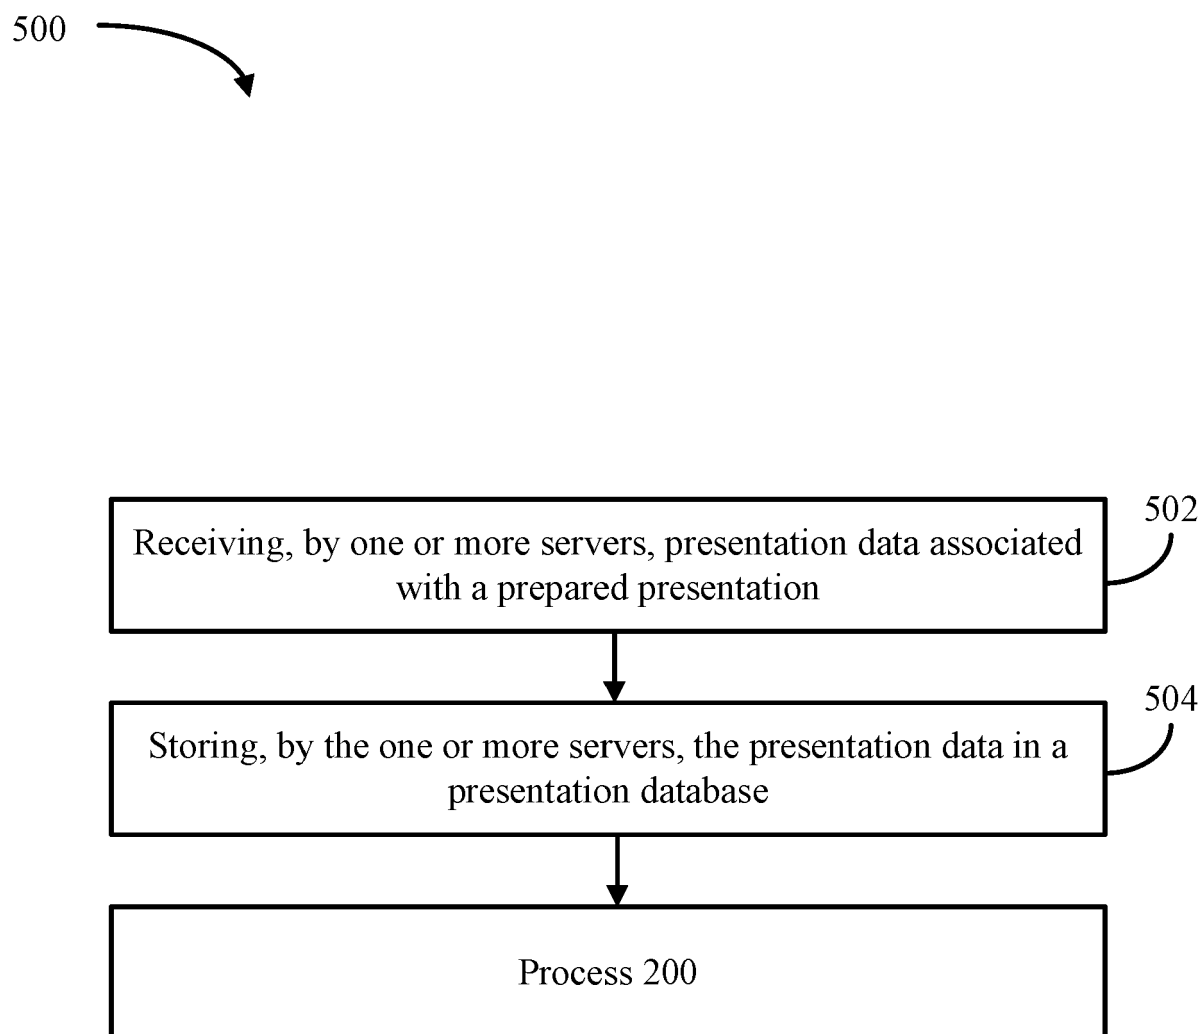 500
502
Receiving, by one or more servers, presentation data associated
with a prepared presentation
504
Storing, by the one or more servers, the presentation data in a
presentation database
Process 200